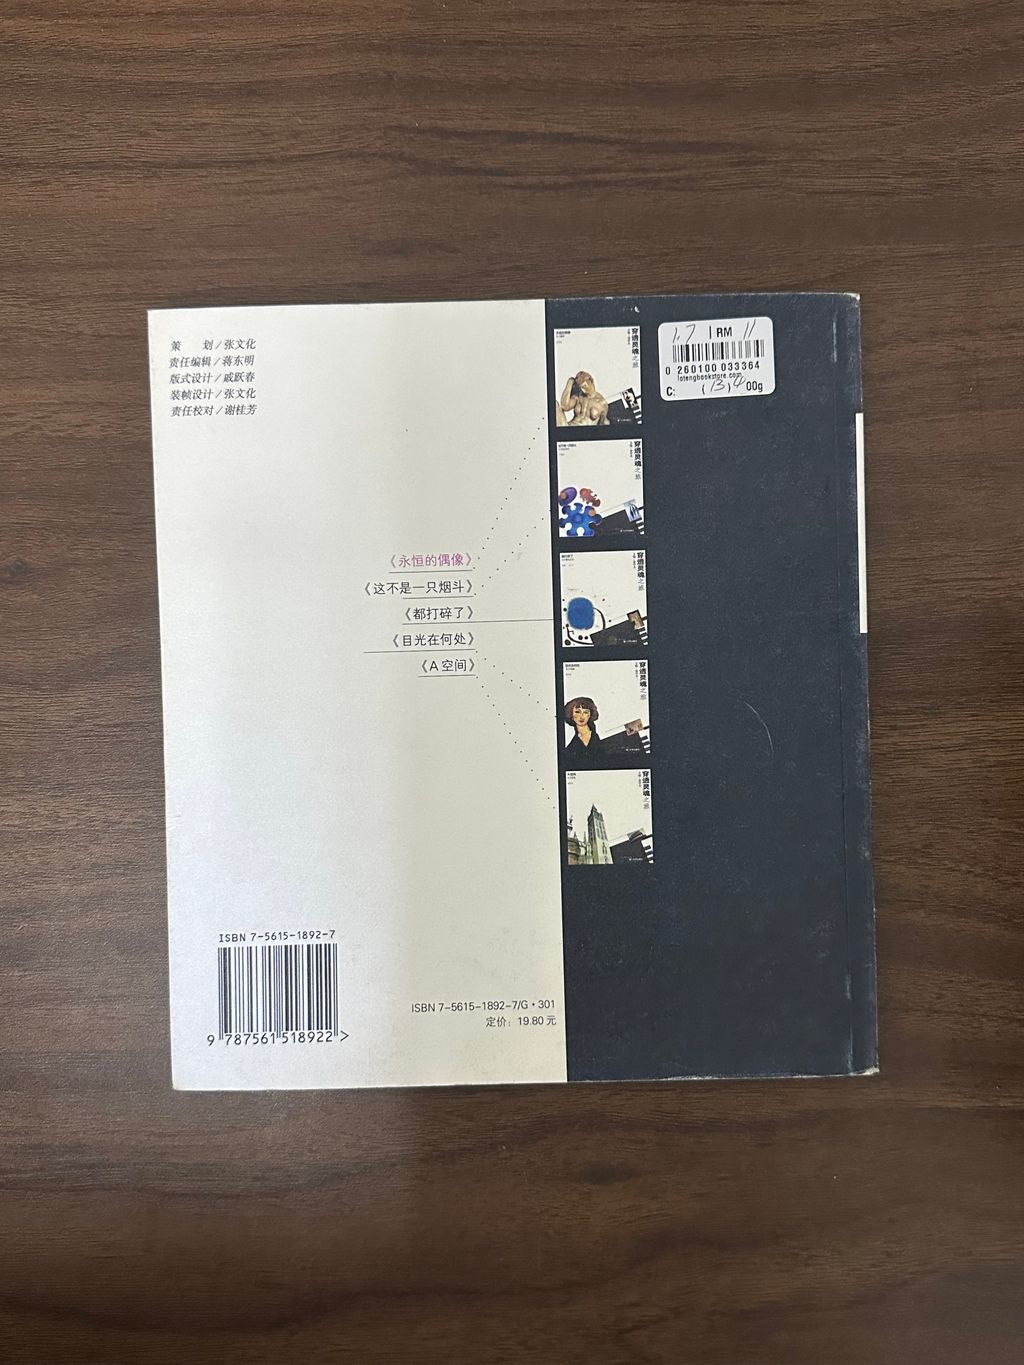 策　　划／张文化
责任编辑／蒋东明
版式设计／戚跃春
装帧设计／张文化
责任校对／谢桂芳
《永恒的偶像》
《这不是一只烟斗》
《都打碎了》
《目光在何处》
《A 空间》
ISBN 7-5615-1892-7
9 787561 518922 >
ISBN 7-5615-1892-7/G·301
定价：19.80 元
穿透灵魂之旅
穿透灵魂之旅
穿透灵魂之旅
穿透灵魂之旅
穿透灵魂之旅
RM 11
0 260100 033364
lotengbookstore.com
C:
00g